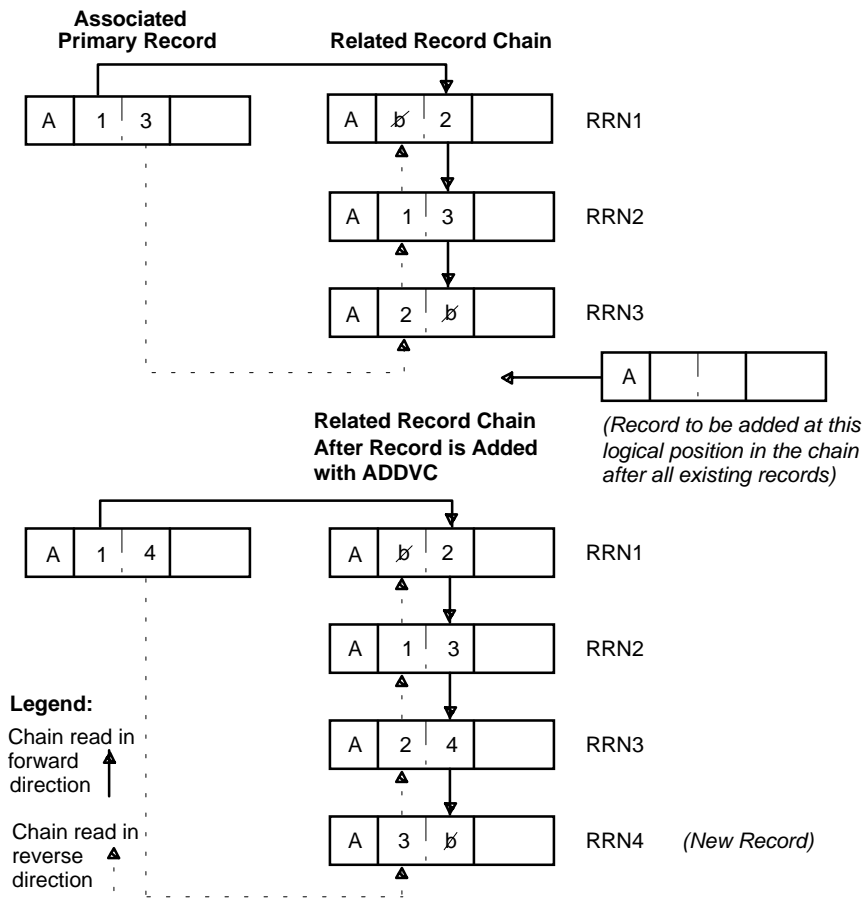 Associated
Primary Record
Related Record Chain
A 1 3
A b̸ 2 RRN1
A 1 3 RRN2
A 2 b̸ RRN3
A
(Record to be added at this
logical position in the chain
after all existing records)
Related Record Chain
After Record is Added
with ADDVC
A 1 4
A b̸ 2 RRN1
A 1 3 RRN2
A 2 4 RRN3
A 3 b̸ RRN4 (New Record)
Legend:
Chain read in
forward
direction
Chain read in
reverse
direction